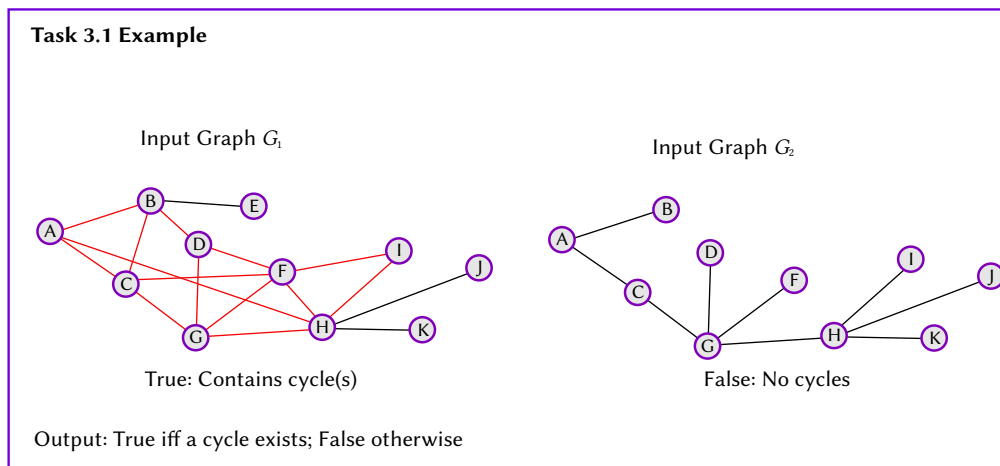 Task 3.1 Example
Input Graph G₁
Input Graph G₂
B
E
A
D
F
I
J
C
G
H
K
B
A
D
I
J
F
C
G
H
K
True: Contains cycle(s)
False: No cycles
Output: True iff a cycle exists; False otherwise